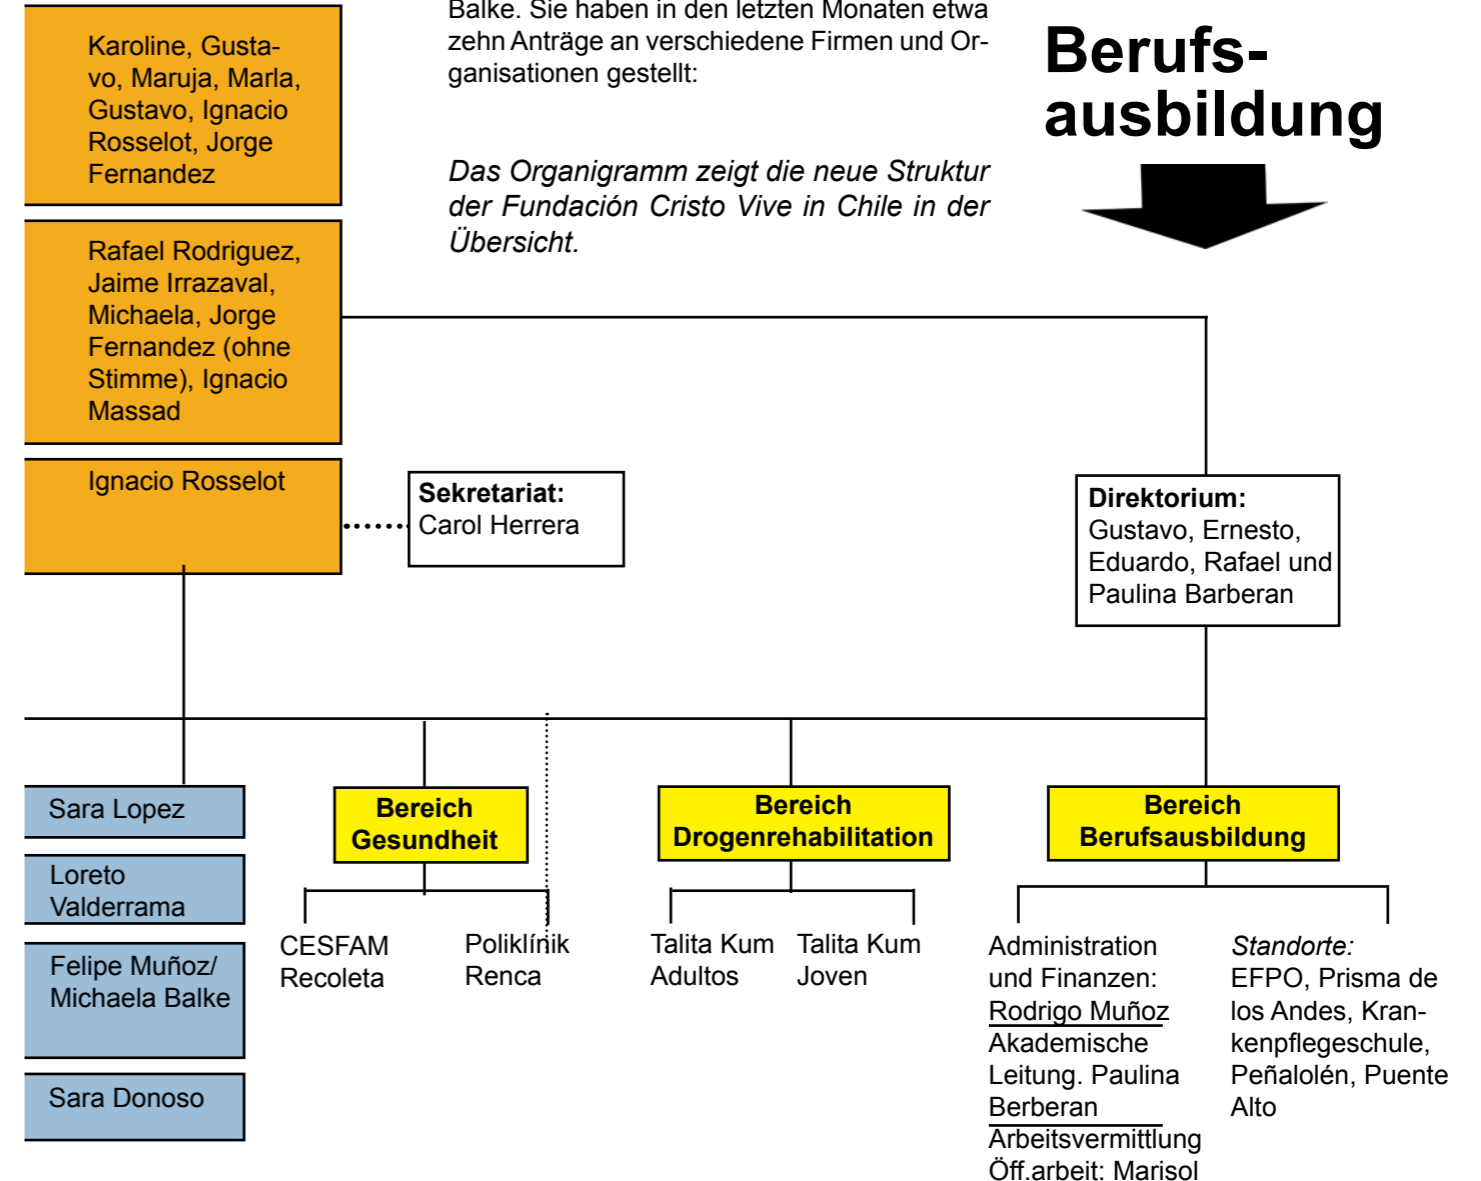 Balke. Sie haben in den letzten Monaten etwa
zehn Anträge an verschiedene Firmen und Or-
ganisationen gestellt:
Das Organigramm zeigt die neue Struktur
der Fundación Cristo Vive in Chile in der
Übersicht.
Berufs-
ausbildung
Karoline, Gusta-
vo, Maruja, Marla,
Gustavo, Ignacio
Rosselot, Jorge
Fernandez
Rafael Rodriguez,
Jaime Irrazaval,
Michaela, Jorge
Fernandez (ohne
Stimme), Ignacio
Massad
Ignacio Rosselot
Sekretariat:
Carol Herrera
Direktorium:
Gustavo, Ernesto,
Eduardo, Rafael und
Paulina Barberan
Sara Lopez
Loreto
Valderrama
Felipe Muñoz/
Michaela Balke
Sara Donoso
Bereich
Gesundheit
CESFAM
Recoleta
Poliklínik
Renca
Bereich
Drogenrehabilitation
Talita Kum
Adultos
Talita Kum
Joven
Bereich
Berufsausbildung
Administration
und Finanzen:
Rodrigo Muñoz
Akademische
Leitung. Paulina
Berberan
Arbeitsvermittlung
Öff.arbeit: Marisol
Standorte:
EFPO, Prisma de
los Andes, Kran-
kenpflegeschule,
Peñalolén, Puente
Alto